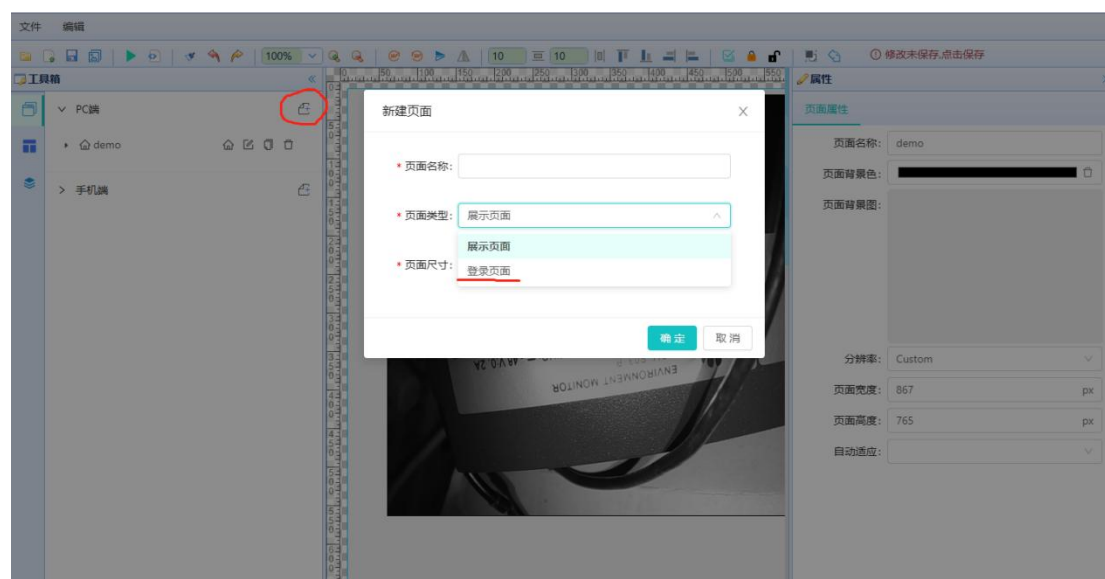 文件 编辑
100% 10 10 修改未保存,点击保存
工具箱 属性
PC端
demo
手机端
新建页面
* 页面名称:
* 页面类型: 展示页面
展示页面
登录页面
* 页面尺寸:
确 定 取 消
ENVIRONMENT MONITOR
页面属性
页面名称: demo
页面背景色:
页面背景图:
分辨率: Custom
页面宽度: 867 px
页面高度: 765 px
自动适应: